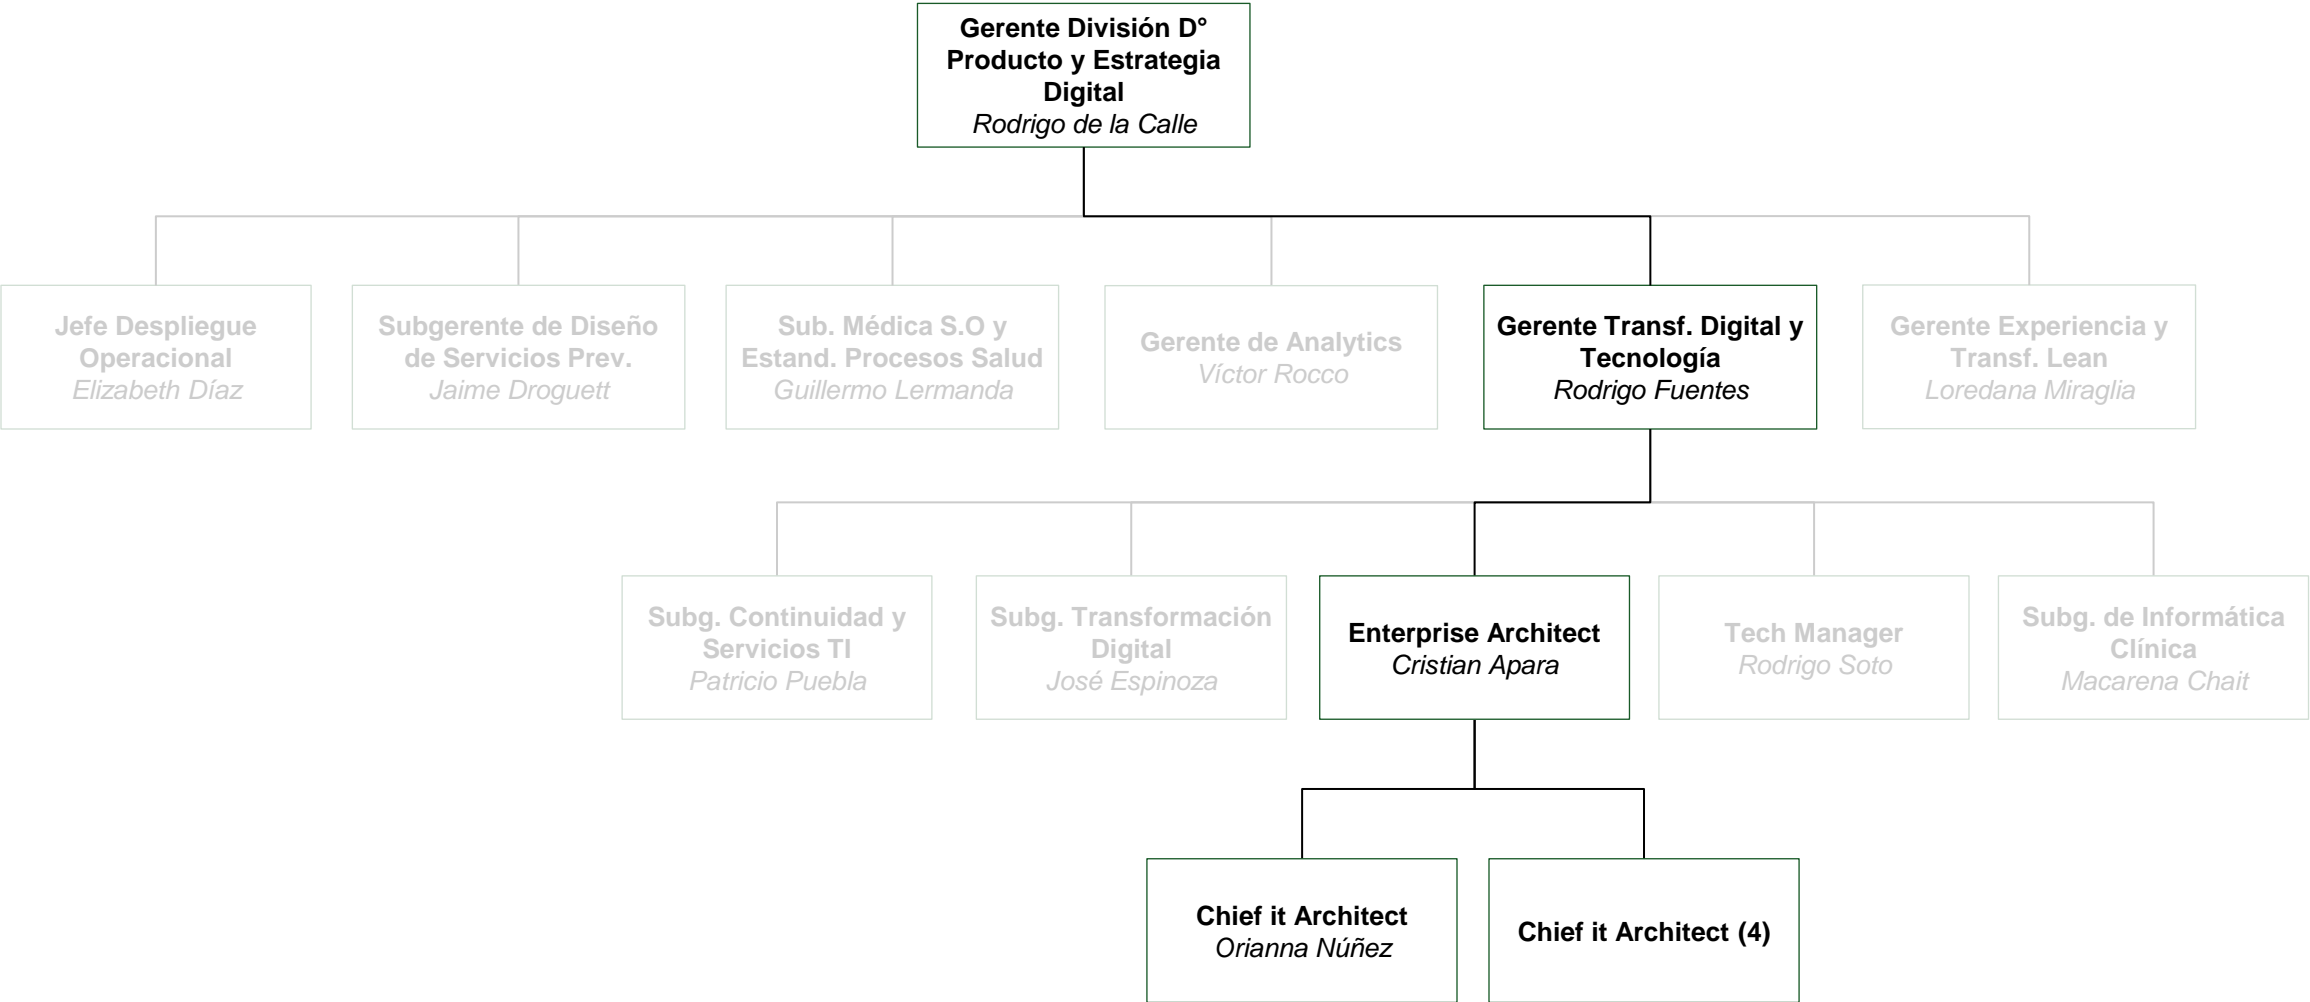 Gerente División D°
Producto y Estrategia
Digital
Rodrigo de la Calle
Jefe Despliegue
Operacional
Elizabeth Díaz
Subgerente de Diseño
de Servicios Prev.
Jaime Droguett
Sub. Médica S.O y
Estand. Procesos Salud
Guillermo Lermanda
Gerente de Analytics
Víctor Rocco
Gerente Transf. Digital y
Tecnología
Rodrigo Fuentes
Gerente Experiencia y
Transf. Lean
Loredana Miraglia
Subg. Continuidad y
Servicios TI
Patricio Puebla
Subg. Transformación
Digital
José Espinoza
Enterprise Architect
Cristian Apara
Tech Manager
Rodrigo Soto
Subg. de Informática
Clínica
Macarena Chait
Chief it Architect
Orianna Núñez
Chief it Architect (4)